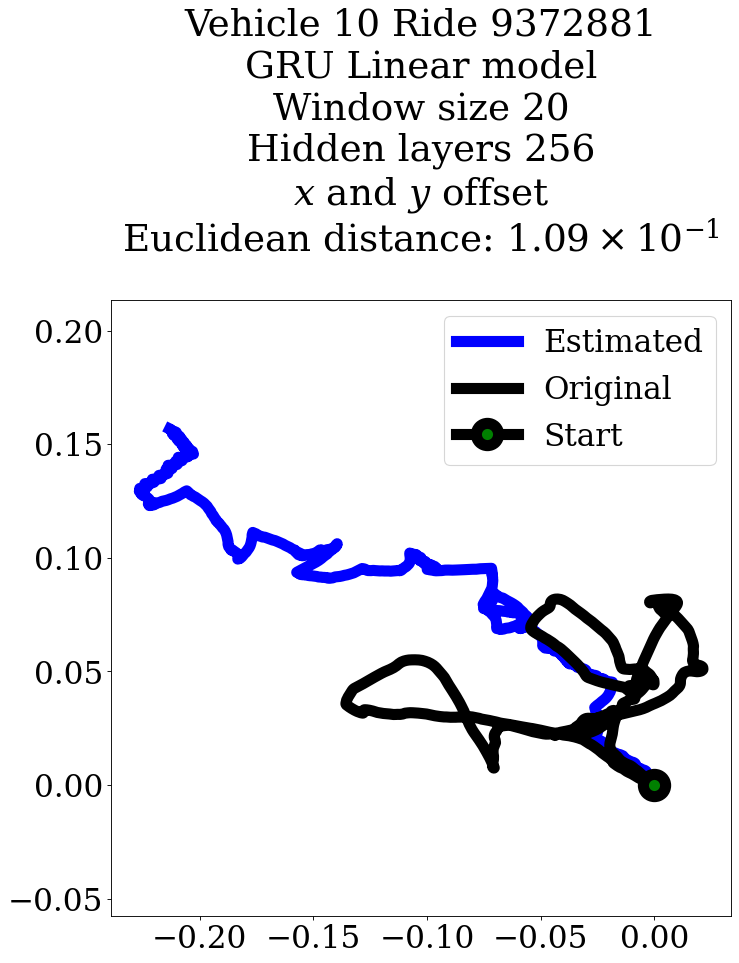 Vehicle 10 Ride 9372881
GRU Linear model
Window size 20
Hidden layers 256
x and y offset
Euclidean distance: 1.09 × 10⁻¹
Estimated
Original
Start
0.20
0.15
0.10
0.05
0.00
−0.05
−0.20 −0.15 −0.10 −0.05 0.00